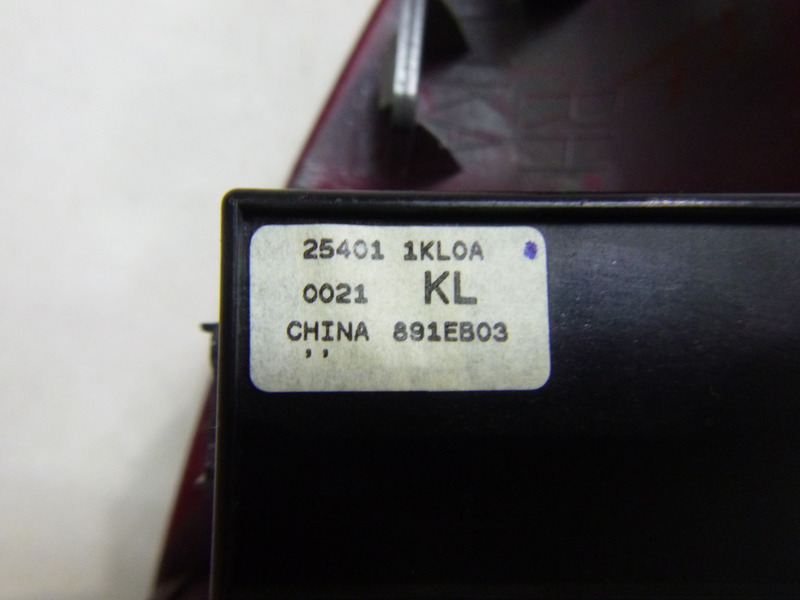 25401 1KL0A
0021 KL
CHINA 891EB03
,,